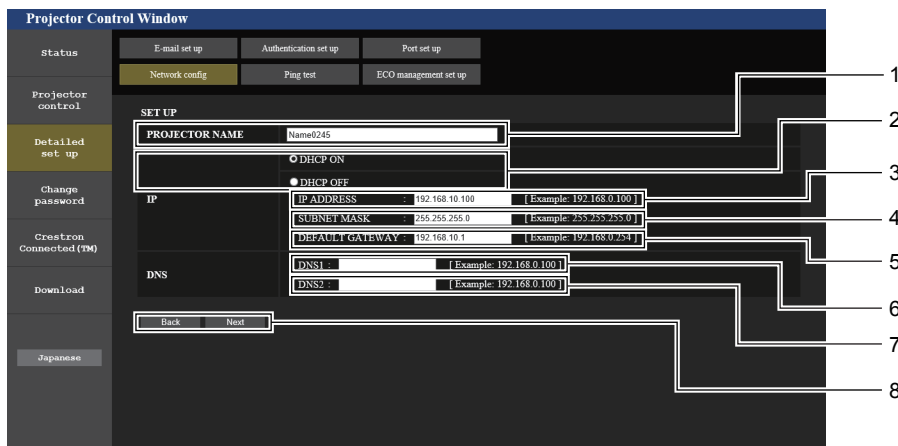 Projector Control Window
Status
Projector
control
Detailed
set up
Change
password
Crestron
Connected(TM)
Download
Japanese
E-mail set up Authentication set up Port set up
Network config Ping test ECO management set up
SET UP
PROJECTOR NAME Name0245
DHCP ON
DHCP OFF
IP IP ADDRESS : 192.168.10.100 [ Example: 192.168.0.100 ]
SUBNET MASK : 255.255.255.0 [ Example: 255.255.255.0 ]
DEFAULT GATEWAY : 192.168.10.1 [ Example: 192.168.0.254 ]
DNS DNS1 : [ Example: 192.168.0.100 ]
DNS2 : [ Example: 192.168.0.100 ]
Back Next
1
2
3
4
5
6
7
8